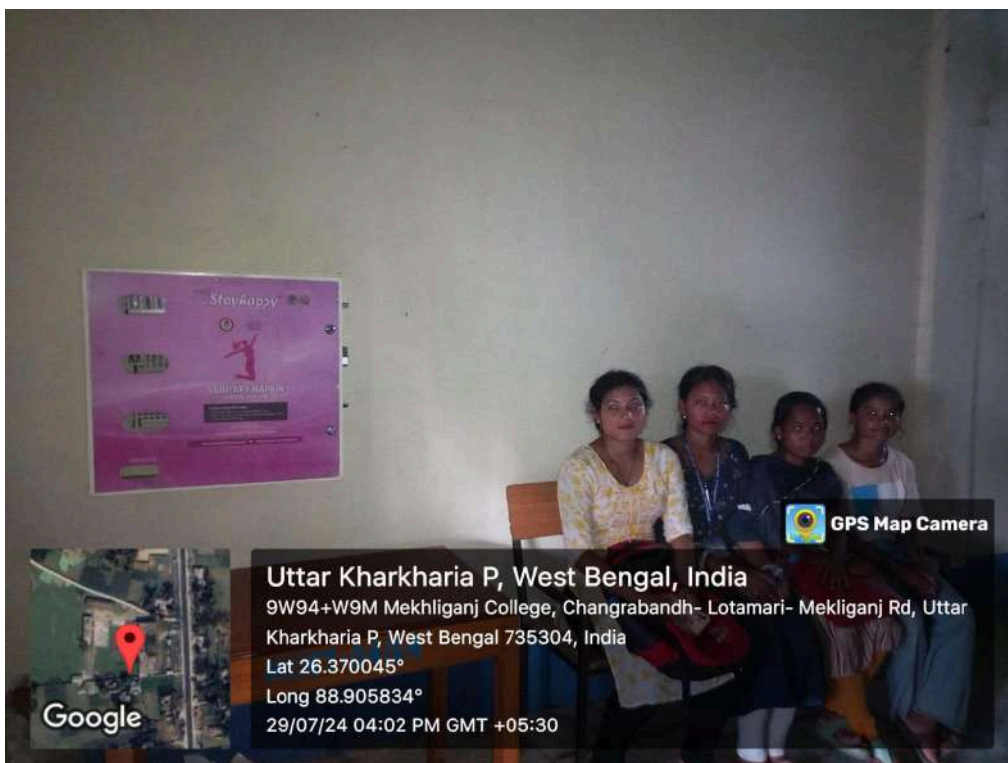 StayHappy
SANITARY NAPKIN
GPS Map Camera
Uttar Kharkharia P, West Bengal, India
9W94+W9M Mekhliganj College, Changrabandh- Lotamari- Mekliganj Rd, Uttar
Kharkharia P, West Bengal 735304, India
Lat 26.370045°
Long 88.905834°
29/07/24 04:02 PM GMT +05:30
Google